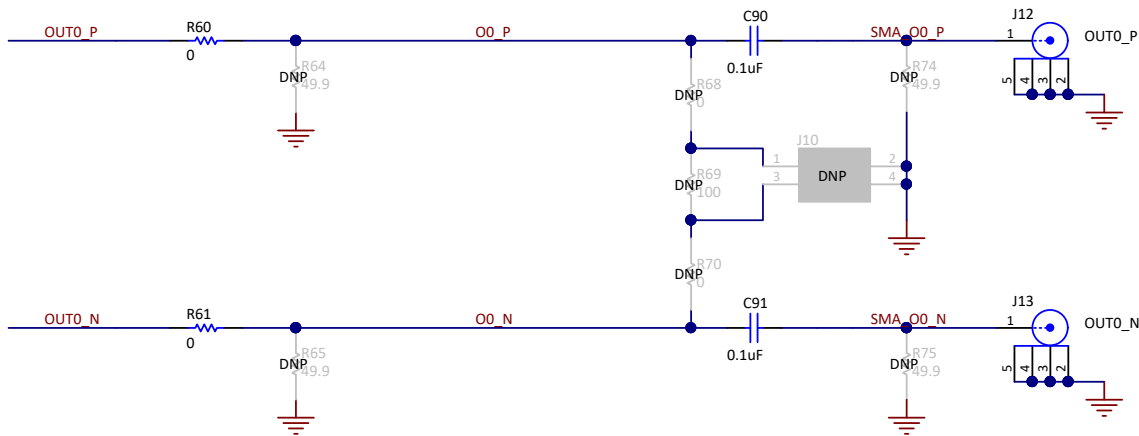 OUT0_P
R60
0
R64
DNP
49.9
O0_P
C90
0.1uF
SMA_O0_P
J12
1
OUT0_P
5
4
3
2
R68
DNP
0
R74
DNP
49.9
J10
1
3
DNP
2
4
R69
DNP
100
R70
DNP
0
OUT0_N
R61
0
R65
DNP
49.9
O0_N
C91
0.1uF
SMA_O0_N
J13
1
OUT0_N
5
4
3
2
R75
DNP
49.9